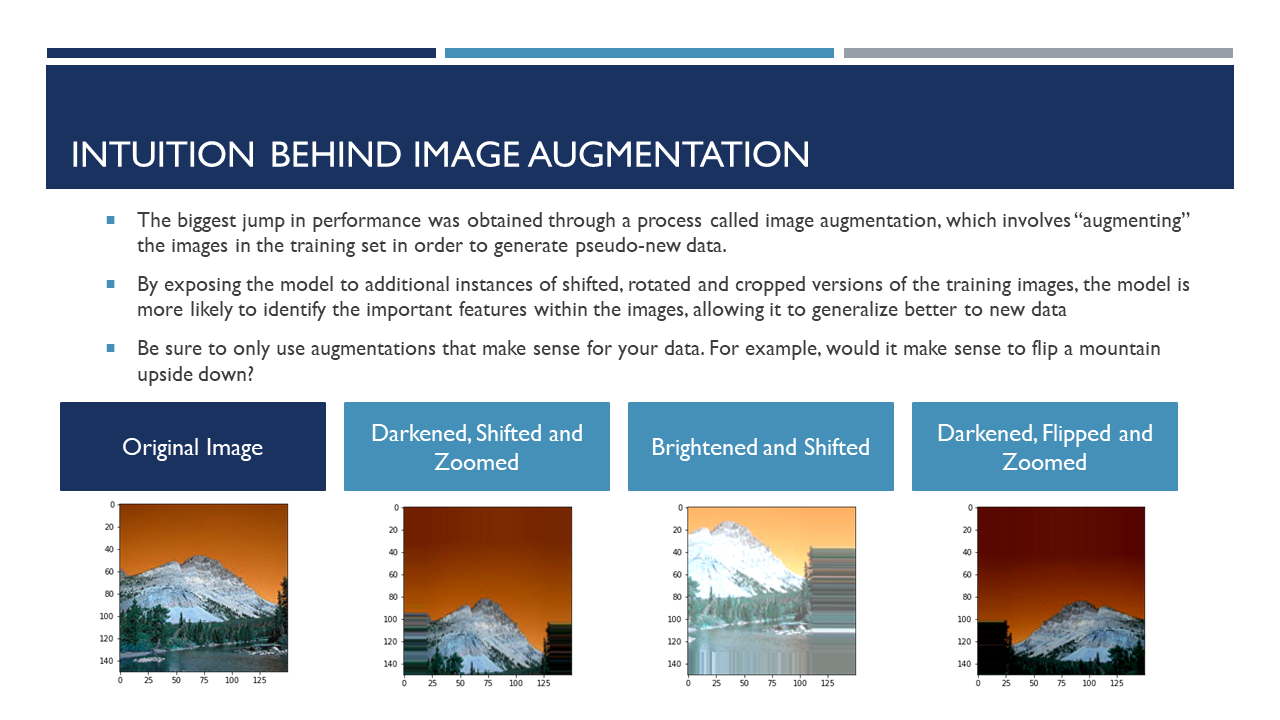 INTUITION BEHIND IMAGE AUGMENTATION
The biggest jump in performance was obtained through a process called image augmentation, which involves “augmenting”
the images in the training set in order to generate pseudo-new data.
By exposing the model to additional instances of shifted, rotated and cropped versions of the training images, the model is
more likely to identify the important features within the images, allowing it to generalize better to new data
Be sure to only use augmentations that make sense for your data. For example, would it make sense to flip a mountain
upside down?
Original Image
Darkened, Shifted and
Zoomed
Brightened and Shifted
Darkened, Flipped and
Zoomed
0
20
40
60
80
100
120
140
0 25 50 75 100 125
0
20
40
60
80
100
120
140
0 25 50 75 100 125
0
20
40
60
80
100
120
140
0 25 50 75 100 125
0
20
40
60
80
100
120
140
0 25 50 75 100 125